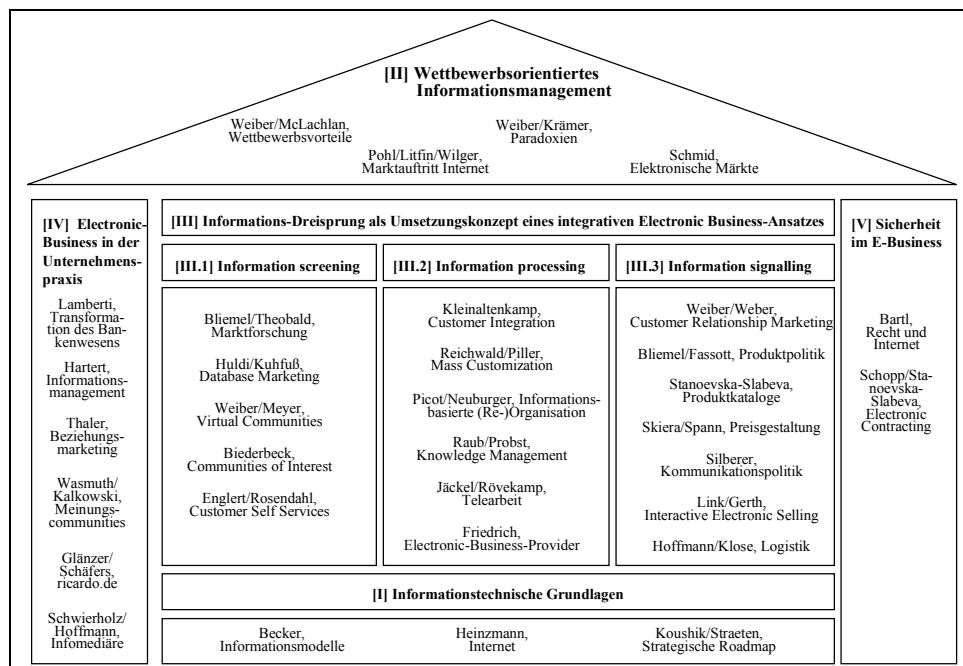 [II] Wettbewerbsorientiertes
Informationsmanagement
Weiber/McLachlan,
Wettbewerbsvorteile
Weiber/Krämer,
Paradoxien
Pohl/Litfin/Wilger,
Marktauftritt Internet
Schmid,
Elektronische Märkte
[IV] Electronic-
Business in der
Unternehmens-
praxis
Lamberti,
Transforma-
tion des Ban-
kenwesens
Hartert,
Informations-
management
Thaler,
Beziehungs-
marketing
Wasmuth/
Kalkowski,
Meinungs-
communities
Glänzer/
Schäfers,
ricardo.de
Schwierholz/
Hoffmann,
Infomediäre
[III] Informations-Dreisprung als Umsetzungskonzept eines integrativen Electronic Business-Ansatzes
[III.1] Information screening
Bliemel/Theobald,
Marktforschung
Huldi/Kuhfuß,
Database Marketing
Weiber/Meyer,
Virtual Communities
Biederbeck,
Communities of Interest
Englert/Rosendahl,
Customer Self Services
[III.2] Information processing
Kleinaltenkamp,
Customer Integration
Reichwald/Piller,
Mass Customization
Picot/Neuburger, Informations-
basierte (Re-)Organisation
Raub/Probst,
Knowledge Management
Jäckel/Rövekamp,
Telearbeit
Friedrich,
Electronic-Business-Provider
[III.3] Information signalling
Weiber/Weber,
Customer Relationship Marketing
Bliemel/Fassott, Produktpolitik
Stanoevska-Slabeva,
Produktkataloge
Skiera/Spann, Preisgestaltung
Silberer,
Kommunikationspolitik
Link/Gerth,
Interactive Electronic Selling
Hoffmann/Klose, Logistik
[I] Informationstechnische Grundlagen
Becker,
Informationsmodelle
Heinzmann,
Internet
Koushik/Straeten,
Strategische Roadmap
[V] Sicherheit
im E-Business
Bartl,
Recht und
Internet
Schopp/Sta-
noevska-
Slabeva,
Electronic
Contracting